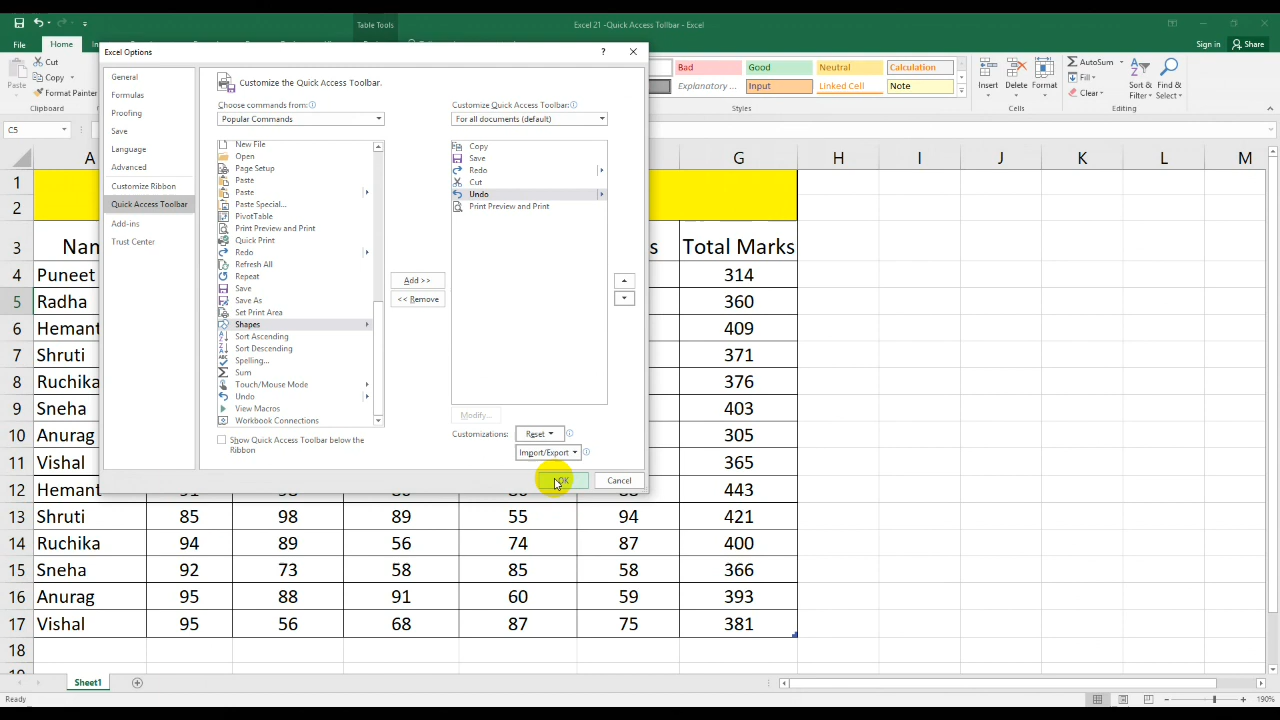 Table Tools
Excel 21 -Quick Access Tollbar - Excel
File
Home
Sign in
Share
Paste
Cut
Copy
Format Painter
Clipboard
Excel Options
?
General
Formulas
Proofing
Save
Language
Advanced
Customize Ribbon
Quick Access Toolbar
Add-ins
Trust Center
Customize the Quick Access Toolbar.
Choose commands from:
Popular Commands
New File
Open
Page Setup
Paste
Paste
Paste Special...
PivotTable
Print Preview and Print
Quick Print
Redo
Refresh All
Repeat
Save
Save As
Set Print Area
Shapes
Sort Ascending
Sort Descending
Spelling...
Sum
Touch/Mouse Mode
Undo
View Macros
Workbook Connections
Show Quick Access Toolbar below the
Ribbon
Add >>
<< Remove
Customize Quick Access Toolbar:
For all documents (default)
Copy
Save
Redo
Cut
Undo
Print Preview and Print
Modify...
Customizations:
Reset
Import/Export
OK
Cancel
Bad
Good
Neutral
Calculation
Explanatory ...
Input
Linked Cell
Note
Styles
Insert
Delete
Format
Cells
AutoSum
Fill
Clear
Sort &
Filter
Find &
Select
Editing
C5
A G H I J K L M
1
2
3 Nan s Total Marks
4 Puneet 314
5 Radha 360
6 Hemant 409
7 Shruti 371
8 Ruchika 376
9 Sneha 403
10 Anurag 305
11 Vishal 365
12 Hemant 443
13 Shruti 85 98 89 55 94 421
14 Ruchika 94 89 56 74 87 400
15 Sneha 92 73 58 85 58 366
16 Anurag 95 88 91 60 59 393
17 Vishal 95 56 68 87 75 381
18
Sheet1
Ready
190%